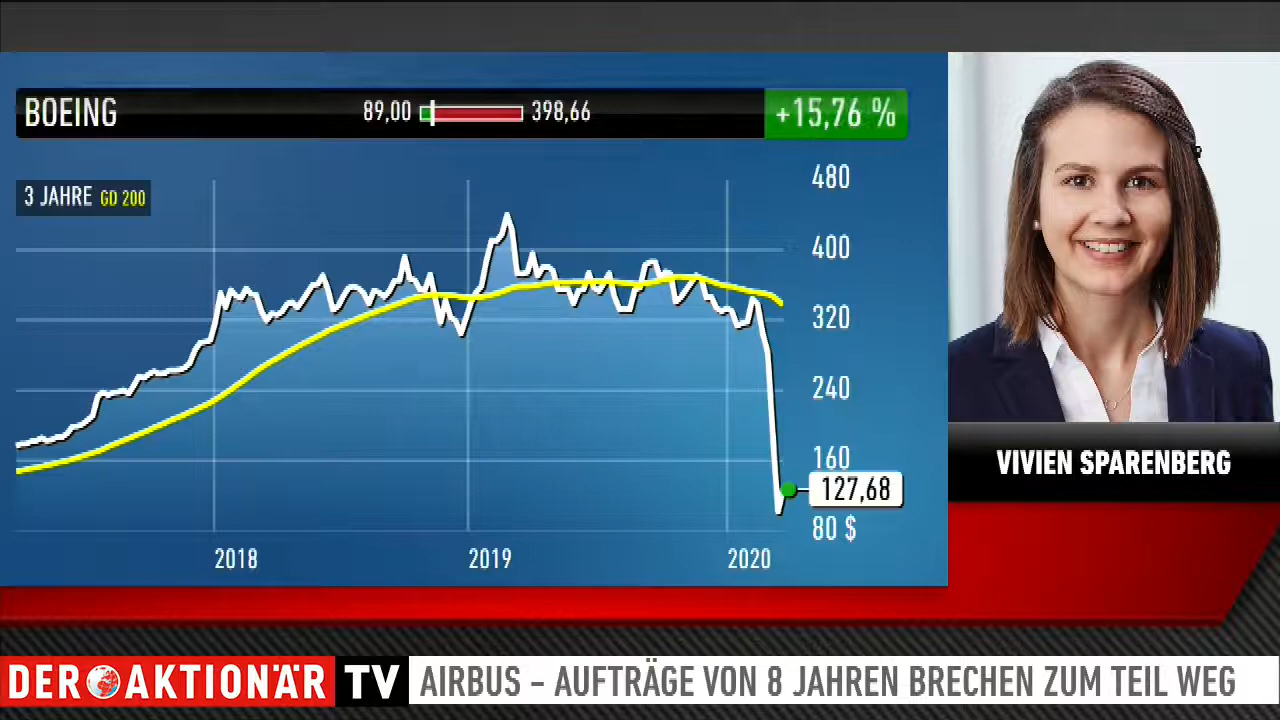 BOEING 89,00 398,66 +15,76 %
3 JAHRE GD 200
480
400
320
240
160
127,68
80 $
2018 2019 2020
VIVIEN SPARENBERG
DER AKTIONÄR TV AIRBUS - AUFTRÄGE VON 8 JAHREN BRECHEN ZUM TEIL WEG